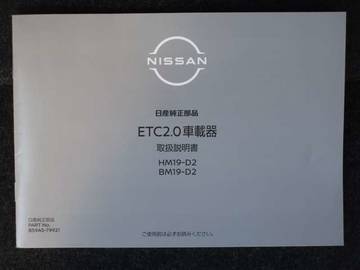 NISSAN
日産純正部品
ETC2.0車載器
取扱説明書
HM19-D2
BM19-D2
日産純正部品
PART No.
ご使用前は必ずお読みください。